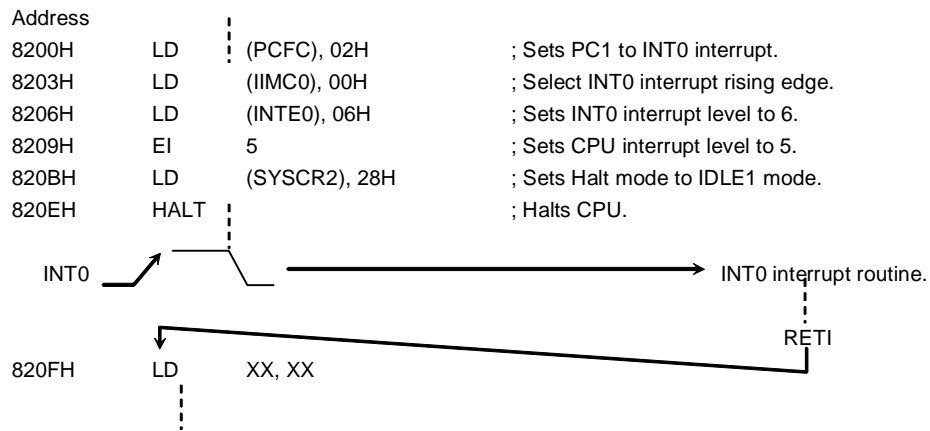 Address
8200H LD (PCFC), 02H ; Sets PC1 to INT0 interrupt.
8203H LD (IIMC0), 00H ; Select INT0 interrupt rising edge.
8206H LD (INTE0), 06H ; Sets INT0 interrupt level to 6.
8209H EI 5 ; Sets CPU interrupt level to 5.
820BH LD (SYSCR2), 28H ; Sets Halt mode to IDLE1 mode.
820EH HALT ; Halts CPU.
INT0 INT0 interrupt routine.
RETI
820FH LD XX, XX